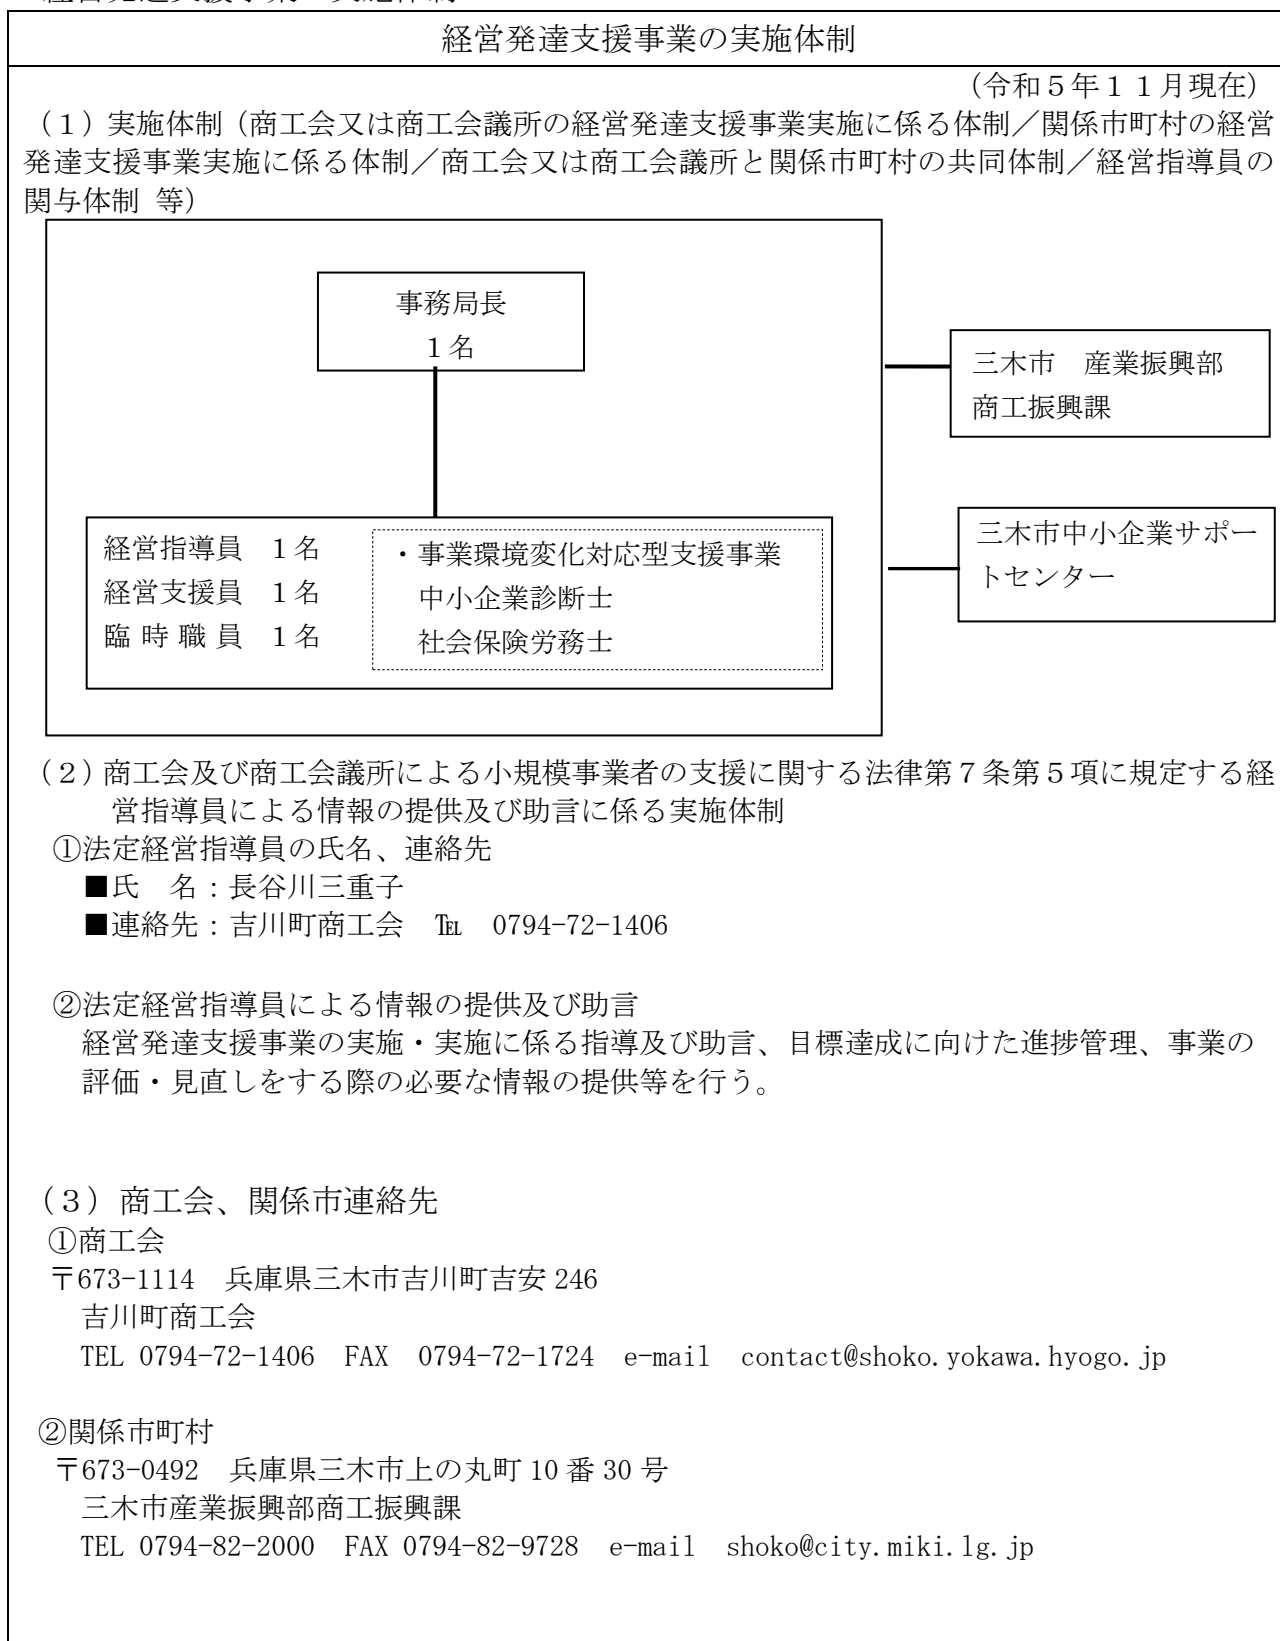 経営発達支援事業の実施体制
経営発達支援事業の実施体制
（令和５年１１月現在）
（１）実施体制（商工会又は商工会議所の経営発達支援事業実施に係る体制／関係市町村の経営
発達支援事業実施に係る体制／商工会又は商工会議所と関係市町村の共同体制／経営指導員の
関与体制 等）
事務局長
１名
三木市　産業振興部
商工振興課
経営指導員　１名
経営支援員　１名
臨時職員　１名
・事業環境変化対応型支援事業
中小企業診断士
社会保険労務士
三木市中小企業サポー
トセンター
（２）商工会及び商工会議所による小規模事業者の支援に関する法律第７条第５項に規定する経
営指導員による情報の提供及び助言に係る実施体制
①法定経営指導員の氏名、連絡先
■氏　名：長谷川三重子
■連絡先：吉川町商工会　℡　0794-72-1406
②法定経営指導員による情報の提供及び助言
経営発達支援事業の実施・実施に係る指導及び助言、目標達成に向けた進捗管理、事業の
評価・見直しをする際の必要な情報の提供等を行う。
（３）商工会、関係市連絡先
①商工会
〒673-1114　兵庫県三木市吉川町吉安 246
吉川町商工会
TEL 0794-72-1406　FAX　0794-72-1724　e-mail　contact@shoko.yokawa.hyogo.jp
②関係市町村
〒673-0492　兵庫県三木市上の丸町 10 番 30 号
三木市産業振興部商工振興課
TEL 0794-82-2000　FAX 0794-82-9728　e-mail　shoko@city.miki.lg.jp